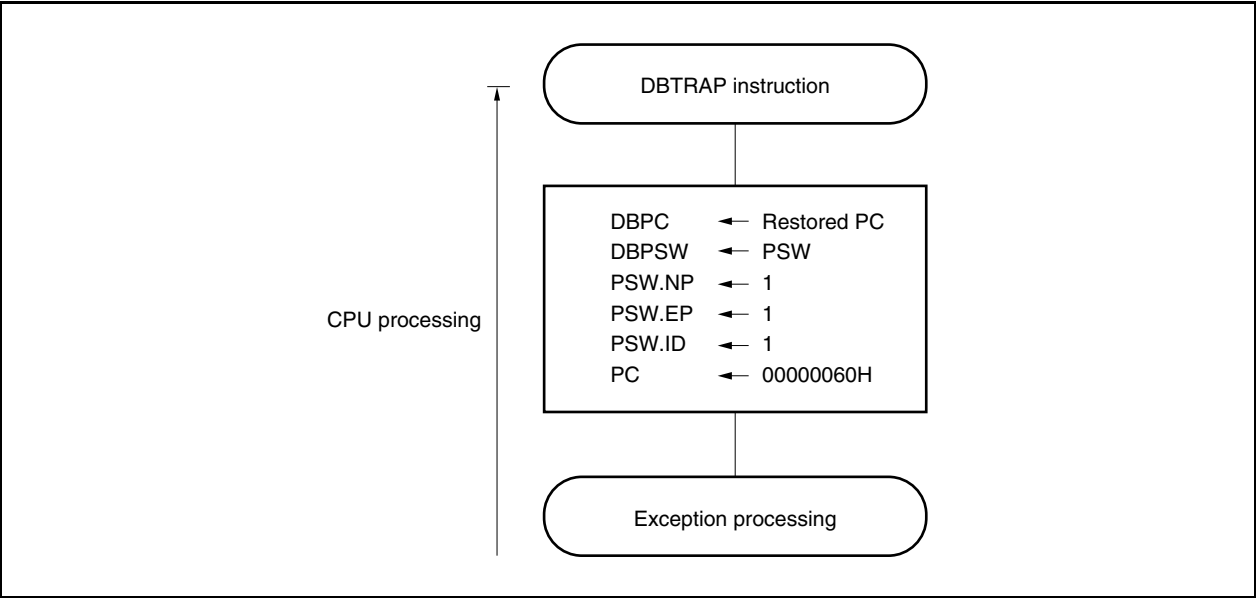 DBTRAP instruction
DBPC ← Restored PC
DBPSW ← PSW
PSW.NP ← 1
PSW.EP ← 1
PSW.ID ← 1
PC ← 00000060H
CPU processing
Exception processing